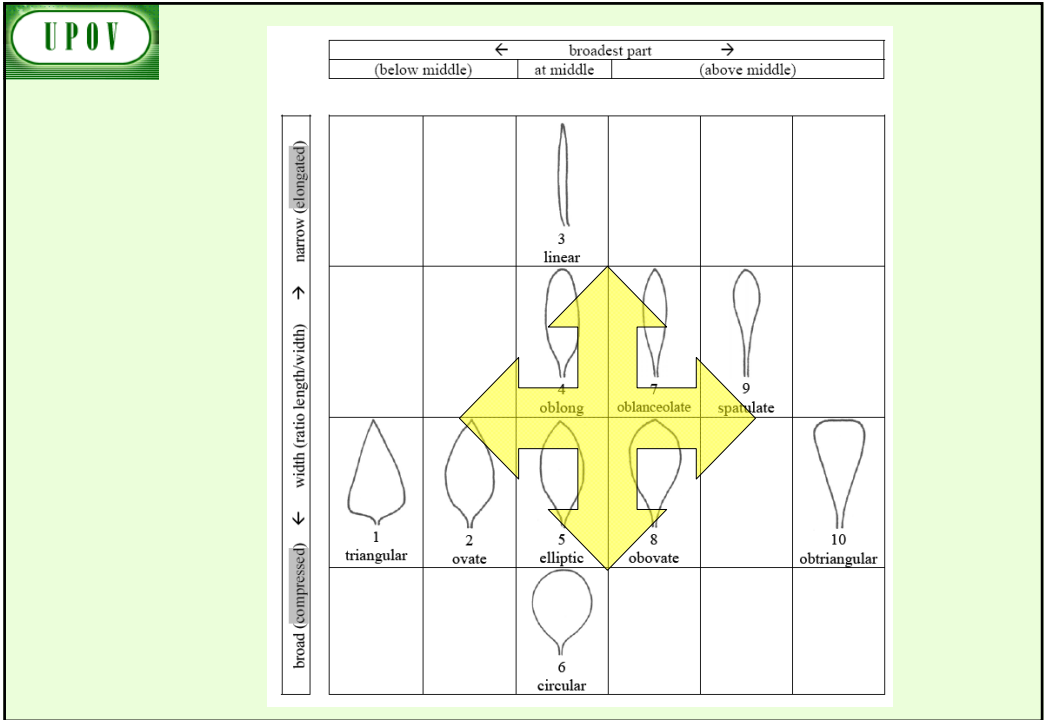 UPOV
← broadest part →
(below middle) at middle (above middle)
broad (compressed) ← width (ratio length/width) → narrow (elongated)
3
linear
4 7 9
oblong oblanceolate spatulate
1 2 5 8 10
triangular ovate elliptic obovate obtriangular
6
circular